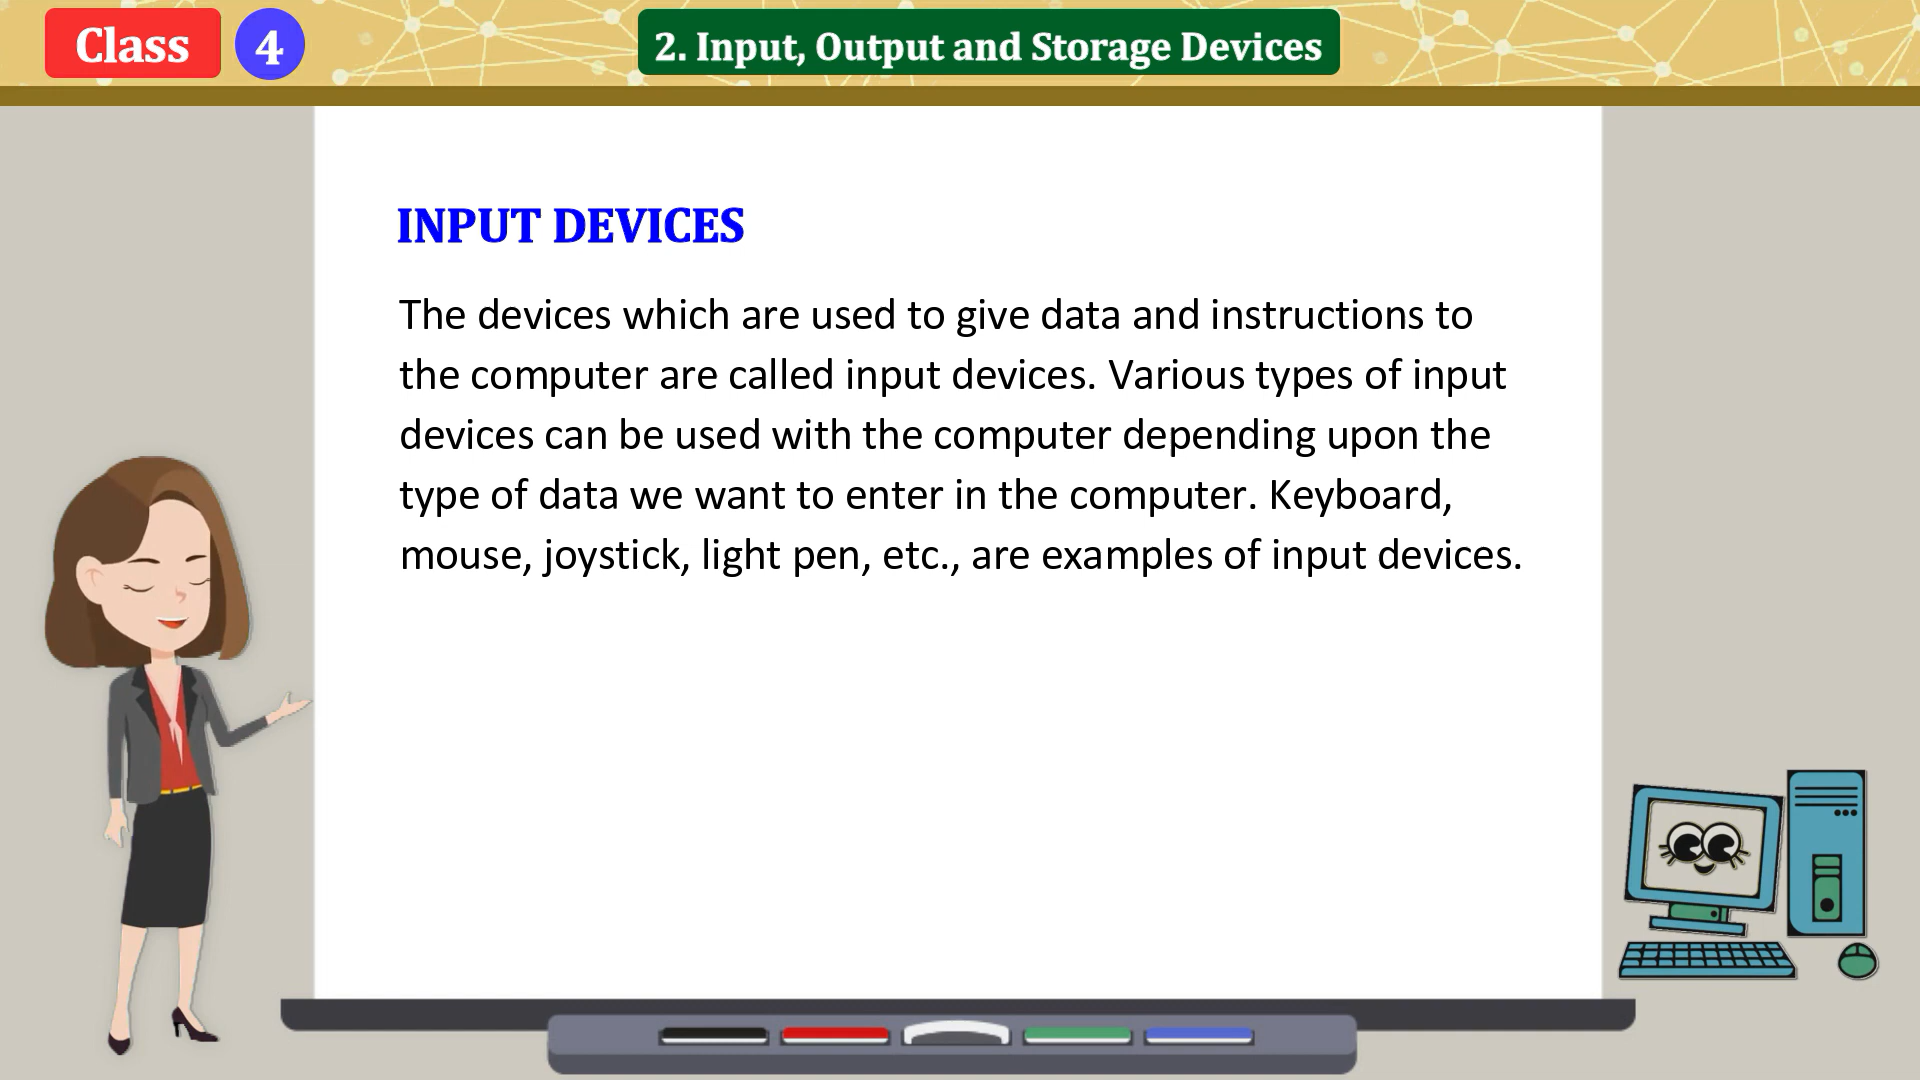 Class 4
2. Input, Output and Storage Devices
INPUT DEVICES
The devices which are used to give data and instructions to
the computer are called input devices. Various types of input
devices can be used with the computer depending upon the
type of data we want to enter in the computer. Keyboard,
mouse, joystick, light pen, etc., are examples of input devices.